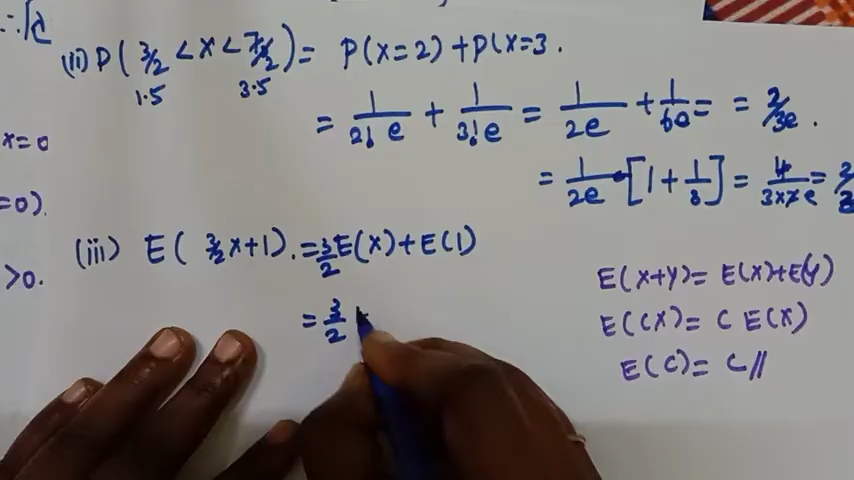 ∴ √λ
(ii) P( 3/2 < x < 7/2 ) = P(x=2) + P(x=3.
1.5 3.5
= 1/(2! e) + 1/(3! e) = 1/(2e) + 1/(6e) = = 2/3e .
= 1/(2e) [1 + 1/3] = 4/(3×2e) = 2/3
x = 0
=0).
>0.
(iii) E( 3/2 x+1). = 3/2 E(x) + E(1)
= 3/2
E(x+y) = E(x)+E(y)
E(cx) = c E(x)
E(c) = c//